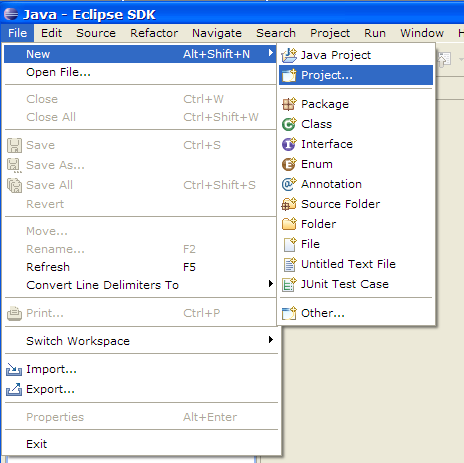 Java - Eclipse SDK
File Edit Source Refactor Navigate Search Project Run Window
New Alt+Shift+N
Open File...
Close Ctrl+W
Close All Ctrl+Shift+W
Save Ctrl+S
Save As...
Save All Ctrl+Shift+S
Revert
Move...
Rename... F2
Refresh F5
Convert Line Delimiters To
Print... Ctrl+P
Switch Workspace
Import...
Export...
Properties Alt+Enter
Exit
Java Project
Project...
Package
Class
Interface
Enum
Annotation
Source Folder
Folder
File
Untitled Text File
JUnit Test Case
Other...